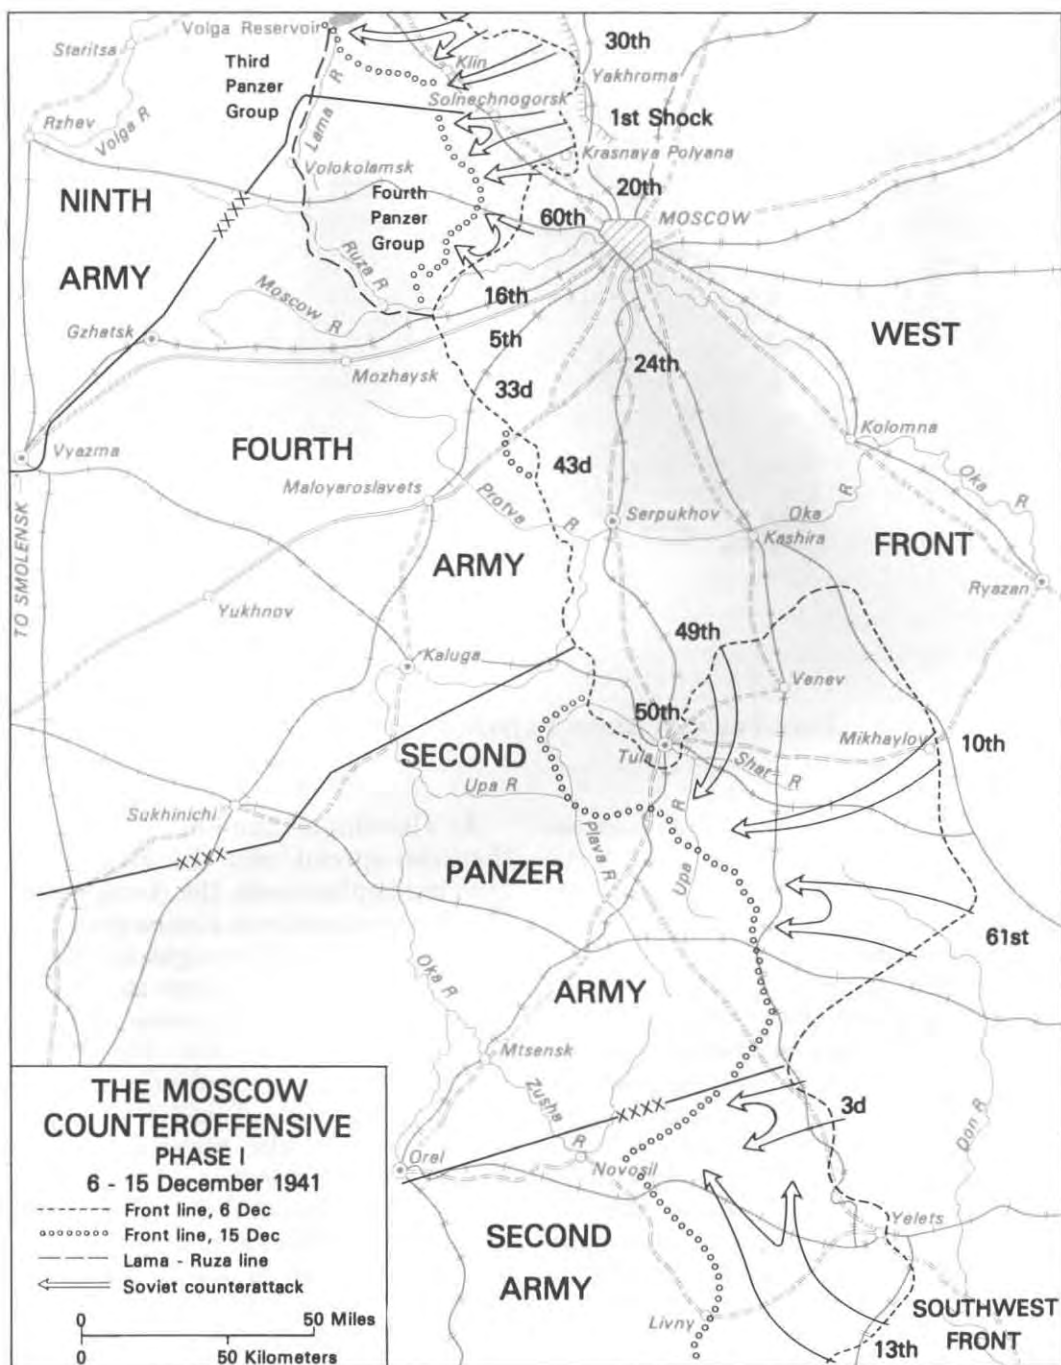 Volga Reservoir
Staritsa
Third
Panzer
Group
30th
Klin
Yakhroma
Solnechnogorsk
1st Shock
Rzhev
Volga R
Lama R
Krasnaya Polyana
Volokolamsk
20th
NINTH
ARMY
XXXX
Fourth
Panzer
Group
60th
MOSCOW
Ruza R
16th
Moscow R
Gzhatsk
5th
WEST
Mozhaysk
24th
33d
Kolomna
Vyazma
FOURTH
43d
Oka R
Maloyaroslavets
Protva R
Serpukhov
Oka R
Kashira
FRONT
ARMY
TO SMOLENSK
Yukhnov
Ryazan
49th
Kaluga
Venev
50th
SECOND
Mikhaylov
10th
Tula
Shat R
Upa R
Sukhinichi
Plava R
Upa R
XXXX
PANZER
61st
Oka R
ARMY
Mtsensk
Zusha R
XXXX
3d
Don R
Orel
Novosil
Yelets
SECOND
ARMY
Livny
SOUTHWEST
FRONT
13th
THE MOSCOW
COUNTEROFFENSIVE
PHASE I
6 - 15 December 1941
Front line, 6 Dec
Front line, 15 Dec
Lama - Ruza line
Soviet counterattack
0 50 Miles
0 50 Kilometers